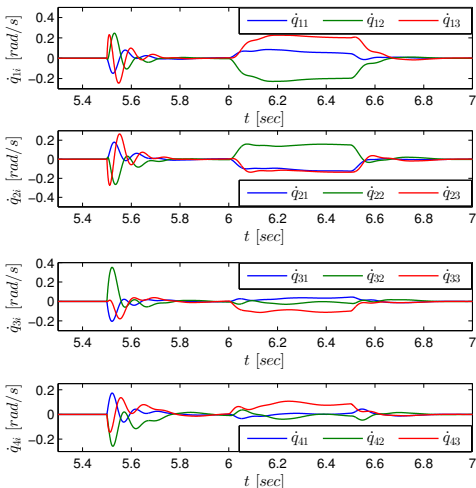 q̇₁ᵢ [rad/s]
0.4
0.2
0
−0.2
q̇₁₁ q̇₁₂ q̇₁₃
5.4 5.6 5.8 6 6.2 6.4 6.6 6.8 7
t [sec]
q̇₂ᵢ [rad/s]
0.2
0
−0.2
q̇₂₁ q̇₂₂ q̇₂₃
5.4 5.6 5.8 6 6.2 6.4 6.6 6.8 7
t [sec]
q̇₃ᵢ [rad/s]
0.4
0.2
0
−0.2
q̇₃₁ q̇₃₂ q̇₃₃
5.4 5.6 5.8 6 6.2 6.4 6.6 6.8 7
t [sec]
q̇₄ᵢ [rad/s]
0.2
0
−0.2
q̇₄₁ q̇₄₂ q̇₄₃
5.4 5.6 5.8 6 6.2 6.4 6.6 6.8 7
t [sec]